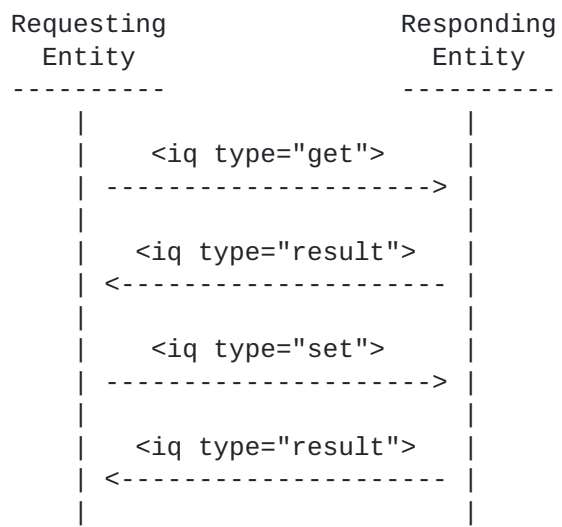 Requesting                Responding
  Entity                    Entity
----------                ----------
    |                         |
    |    <iq type="get">      |
    | ---------------------> |
    |                         |
    |   <iq type="result">    |
    | <--------------------- |
    |                         |
    |    <iq type="set">      |
    | ---------------------> |
    |                         |
    |   <iq type="result">    |
    | <--------------------- |
    |                         |